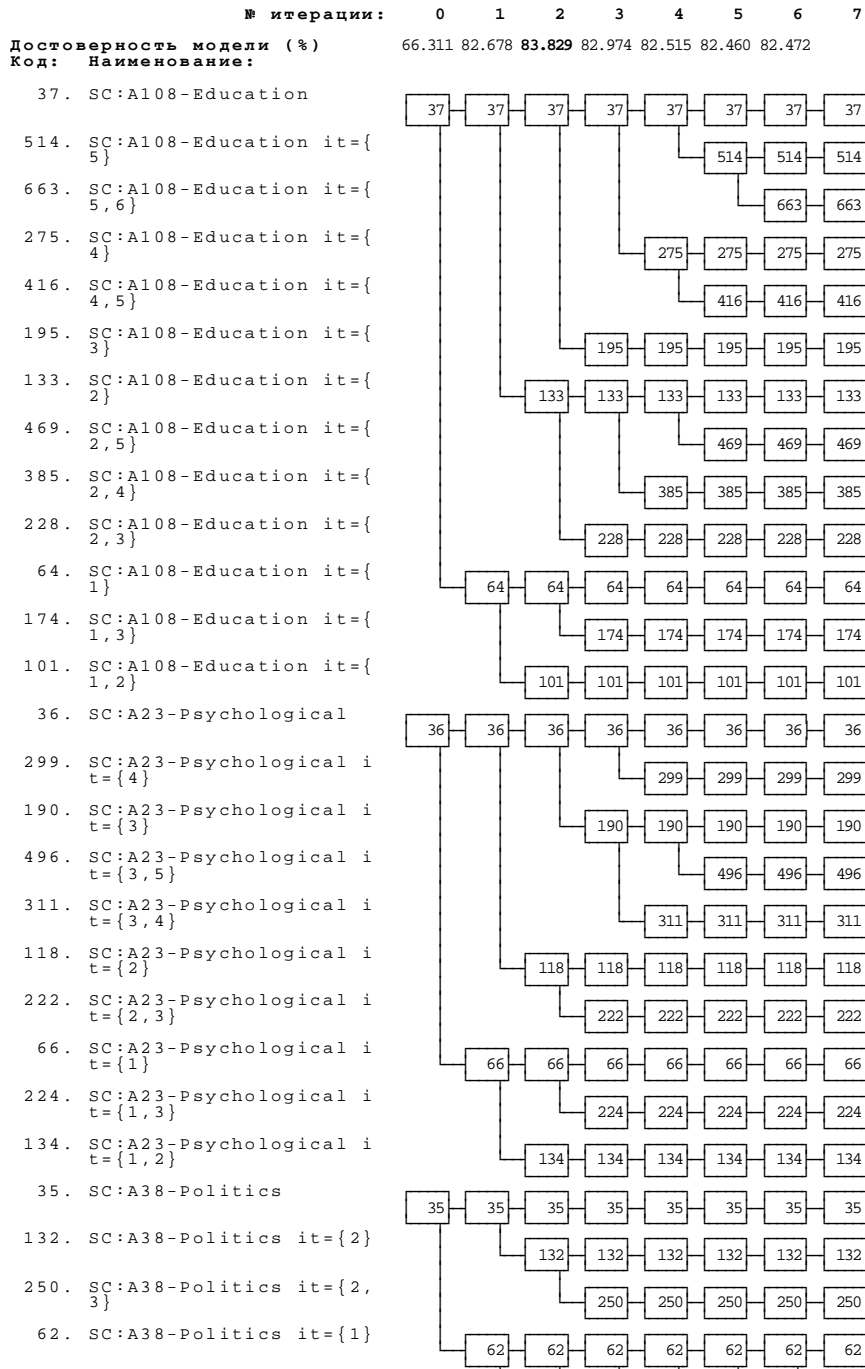 № итерации: 0 1 2 3 4 5 6 7
Достоверность модели (%) 66.311 82.678 83.829 82.974 82.515 82.460 82.472
Код: Наименование:
37. SC:A108-Education 37 37 37 37 37 37 37 37
514. SC:A108-Education it={ 514 514 514
5}
663. SC:A108-Education it={ 663 663
5,6}
275. SC:A108-Education it={ 275 275 275 275
4}
416. SC:A108-Education it={ 416 416 416
4,5}
195. SC:A108-Education it={ 195 195 195 195 195
3}
133. SC:A108-Education it={ 133 133 133 133 133 133
2}
469. SC:A108-Education it={ 469 469 469
2,5}
385. SC:A108-Education it={ 385 385 385 385
2,4}
228. SC:A108-Education it={ 228 228 228 228 228
2,3}
64. SC:A108-Education it={ 64 64 64 64 64 64 64
1}
174. SC:A108-Education it={ 174 174 174 174 174
1,3}
101. SC:A108-Education it={ 101 101 101 101 101 101
1,2}
36. SC:A23-Psychological 36 36 36 36 36 36 36 36
299. SC:A23-Psychological i 299 299 299 299
t={4}
190. SC:A23-Psychological i 190 190 190 190 190
t={3}
496. SC:A23-Psychological i 496 496 496
t={3,5}
311. SC:A23-Psychological i 311 311 311 311
t={3,4}
118. SC:A23-Psychological i 118 118 118 118 118 118
t={2}
222. SC:A23-Psychological i 222 222 222 222 222
t={2,3}
66. SC:A23-Psychological i 66 66 66 66 66 66 66
t={1}
224. SC:A23-Psychological i 224 224 224 224 224
t={1,3}
134. SC:A23-Psychological i 134 134 134 134 134 134
t={1,2}
35. SC:A38-Politics 35 35 35 35 35 35 35 35
132. SC:A38-Politics it={2} 132 132 132 132 132 132
250. SC:A38-Politics it={2, 250 250 250 250 250
3}
62. SC:A38-Politics it={1} 62 62 62 62 62 62 62